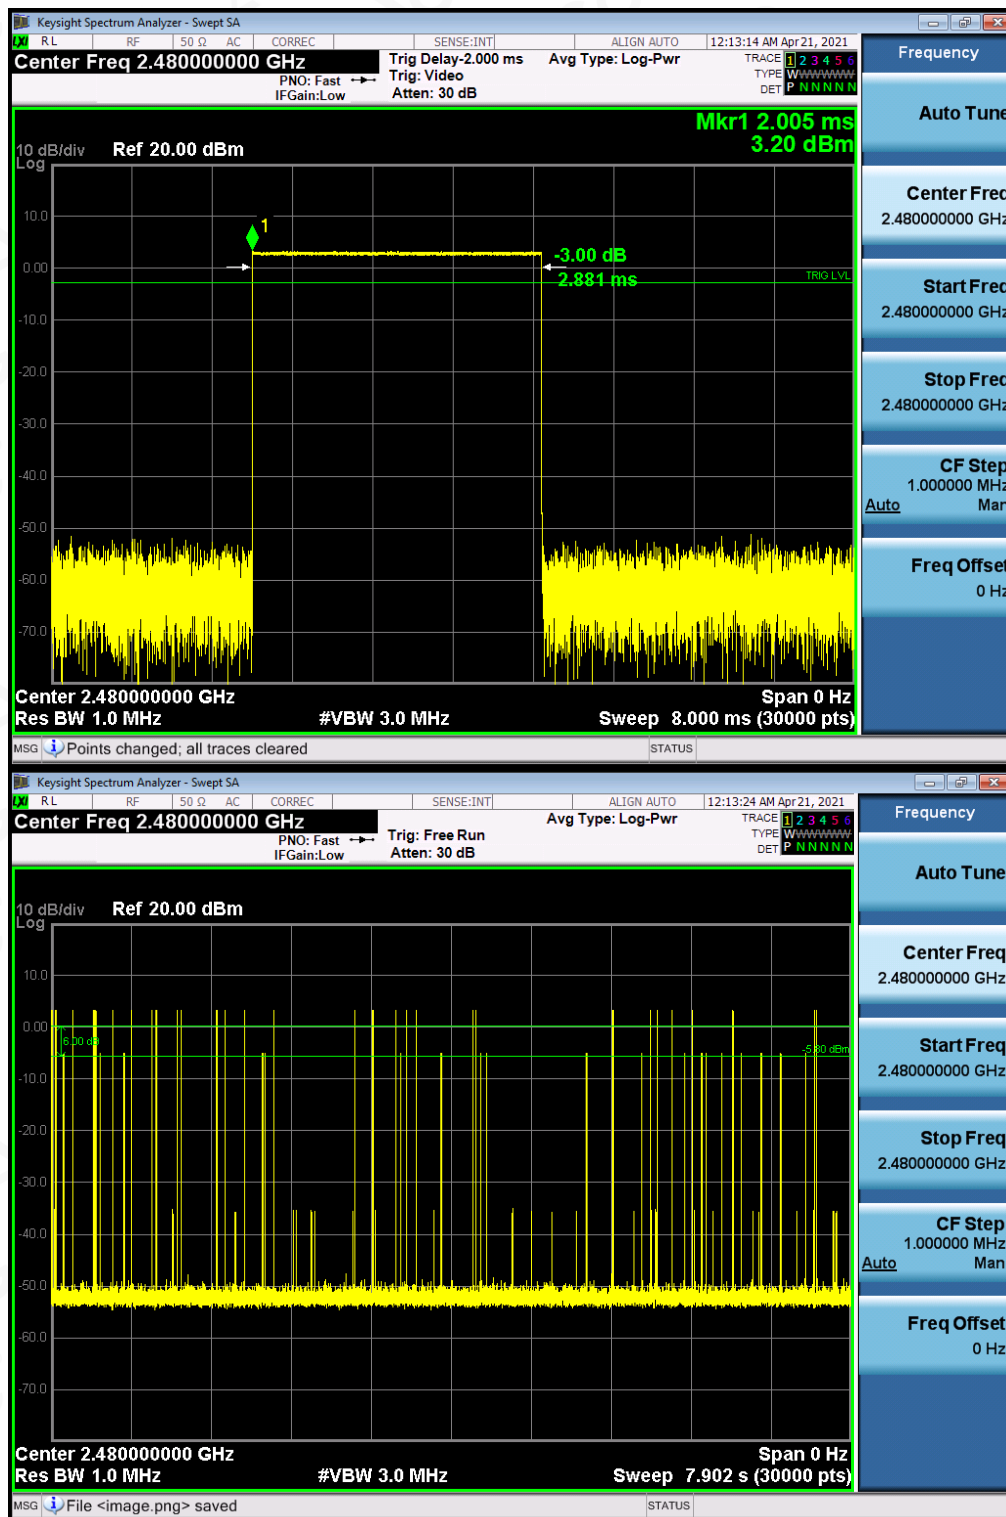 Keysight Spectrum Analyzer - Swept SA
LXI RL RF 50 Ω AC CORREC SENSE:INT ALIGN AUTO 12:13:14 AM Apr 21, 2021
Center Freq 2.480000000 GHz
PNO: Fast
IFGain:Low
Trig Delay-2.000 ms
Trig: Video
Atten: 30 dB
Avg Type: Log-Pwr
TRACE 1 2 3 4 5 6
TYPE W W W W W W
DET P N N N N N
Mkr1 2.005 ms
3.20 dBm
10 dB/div Ref 20.00 dBm
Log
10.0
1
0.00
-3.00 dB
2.881 ms
TRIG LVL
-10.0
-20.0
-30.0
-40.0
-50.0
-60.0
-70.0
Center 2.480000000 GHz Span 0 Hz
Res BW 1.0 MHz #VBW 3.0 MHz Sweep 8.000 ms (30000 pts)
MSG Points changed; all traces cleared STATUS
Frequency
Auto Tune
Center Freq
2.480000000 GHz
Start Freq
2.480000000 GHz
Stop Freq
2.480000000 GHz
CF Step
1.000000 MHz
Auto Man
Freq Offset
0 Hz
Keysight Spectrum Analyzer - Swept SA
LXI RL RF 50 Ω AC CORREC SENSE:INT ALIGN AUTO 12:13:24 AM Apr 21, 2021
Center Freq 2.480000000 GHz
PNO: Fast
IFGain:Low
Trig: Free Run
Atten: 30 dB
Avg Type: Log-Pwr
TRACE 1 2 3 4 5 6
TYPE W W W W W W
DET P N N N N N
10 dB/div Ref 20.00 dBm
Log
10.0
0.00
6.00 dB
-5.80 dBm
-10.0
-20.0
-30.0
-40.0
-50.0
-60.0
-70.0
Center 2.480000000 GHz Span 0 Hz
Res BW 1.0 MHz #VBW 3.0 MHz Sweep 7.902 s (30000 pts)
MSG File <image.png> saved STATUS
Frequency
Auto Tune
Center Freq
2.480000000 GHz
Start Freq
2.480000000 GHz
Stop Freq
2.480000000 GHz
CF Step
1.000000 MHz
Auto Man
Freq Offset
0 Hz